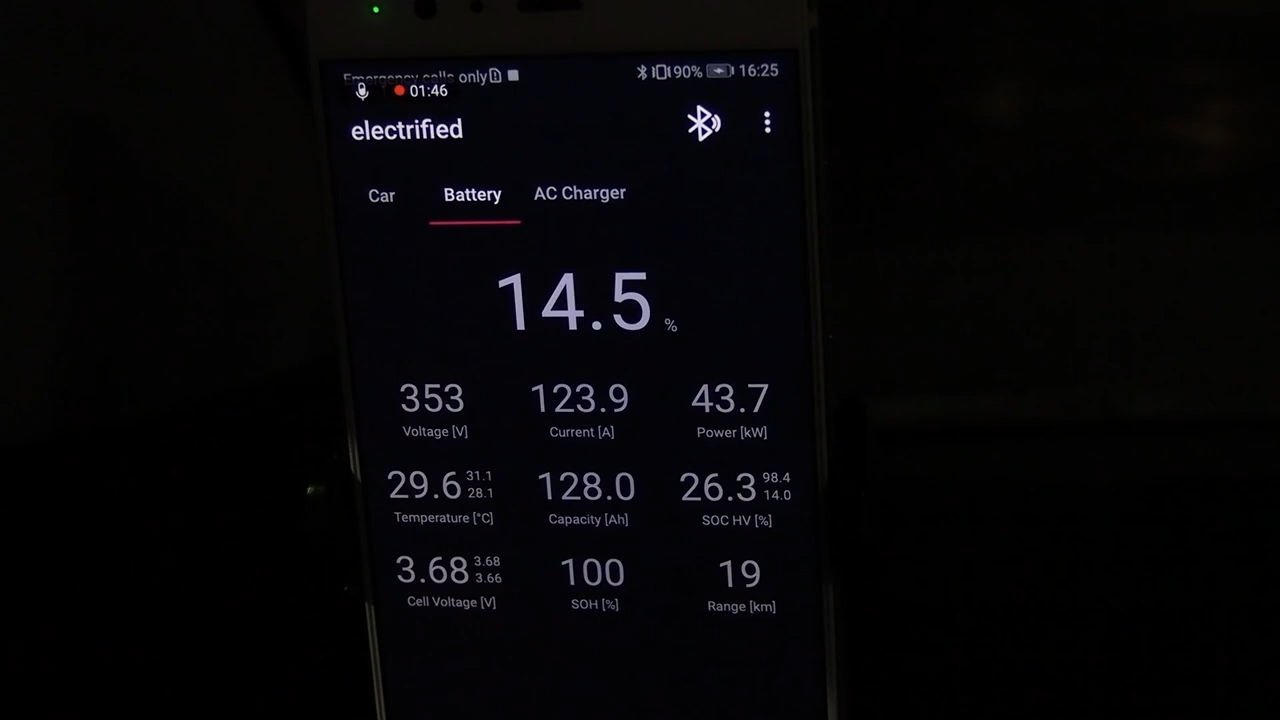 Emergency calls only 90% 16:25
01:46
electrified
Car Battery AC Charger
14.5 %
353 123.9 43.7
Voltage [V] Current [A] Power [kW]
29.6 31.1 28.1 128.0 26.3 98.4 14.0
Temperature [°C] Capacity [Ah] SOC HV [%]
3.68 3.68 3.66 100 19
Cell Voltage [V] SOH [%] Range [km]